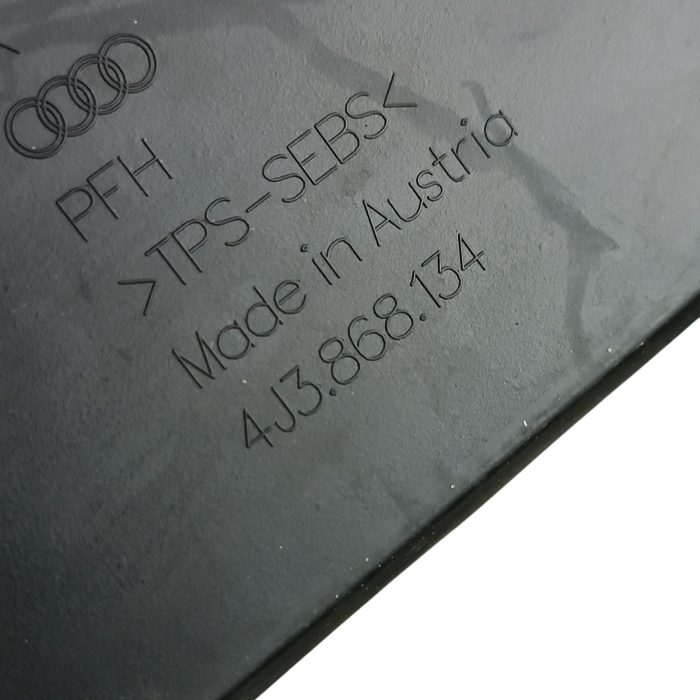 PFH
>TPS-SEBS<
Made in Austria
4J3.868.134